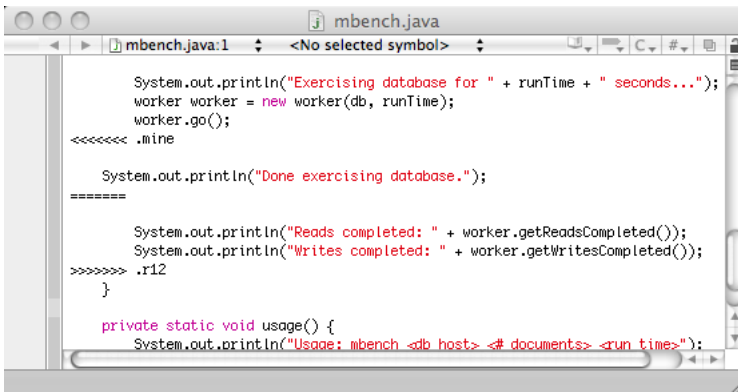 mbench.java
mbench.java:1 <No selected symbol> C #
System.out.println("Exercising database for " + runTime + " seconds...");
worker worker = new worker(db, runTime);
worker.go();
<<<<<<< .mine
System.out.println("Done exercising database.");
=======
System.out.println("Reads completed: " + worker.getReadsCompleted());
System.out.println("Writes completed: " + worker.getWritesCompleted());
>>>>>>> .r12
}
private static void usage() {
System.out.println("Usage: mbench <db host> <# documents> <run time>");